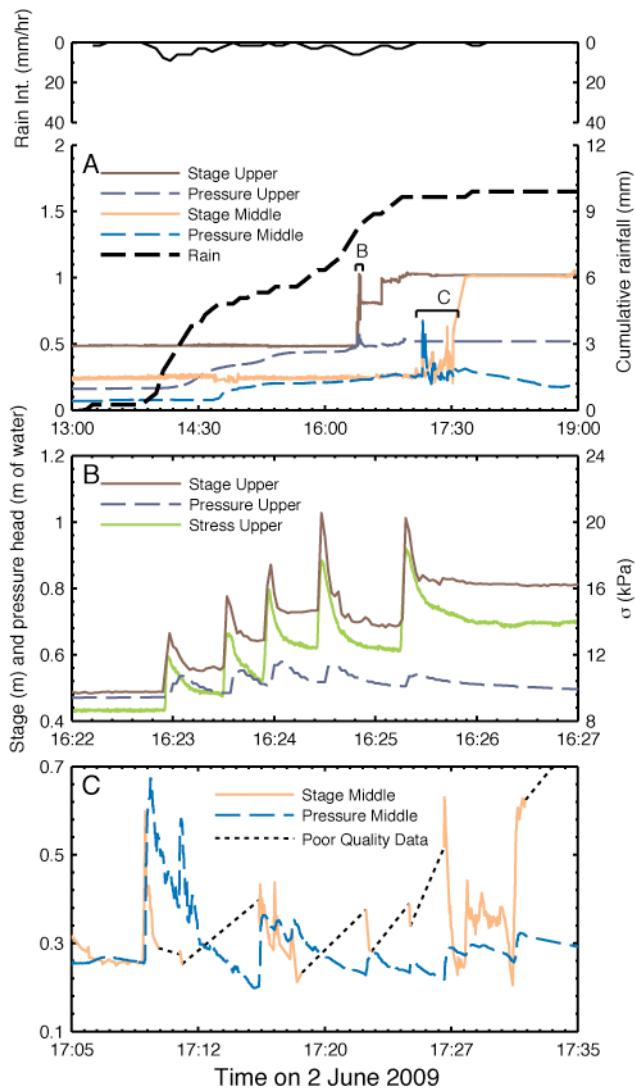 Rain Int. (mm/hr)
0 0
20 20
40 40
A
Stage Upper
Pressure Upper
Stage Middle
Pressure Middle
Rain
B
C
2 12
1.5 9
1 6
0.5 3
0 0
Cumulative rainfall (mm)
13:00 14:30 16:00 17:30 19:00
Stage (m) and pressure head (m of water)
B
Stage Upper
Pressure Upper
Stress Upper
1.2 24
1 20
0.8 16
0.6 12
0.4 8
σ (kPa)
16:22 16:23 16:24 16:25 16:26 16:27
C
Stage Middle
Pressure Middle
Poor Quality Data
0.7
0.5
0.3
0.1
17:05 17:12 17:20 17:27 17:35
Time on 2 June 2009